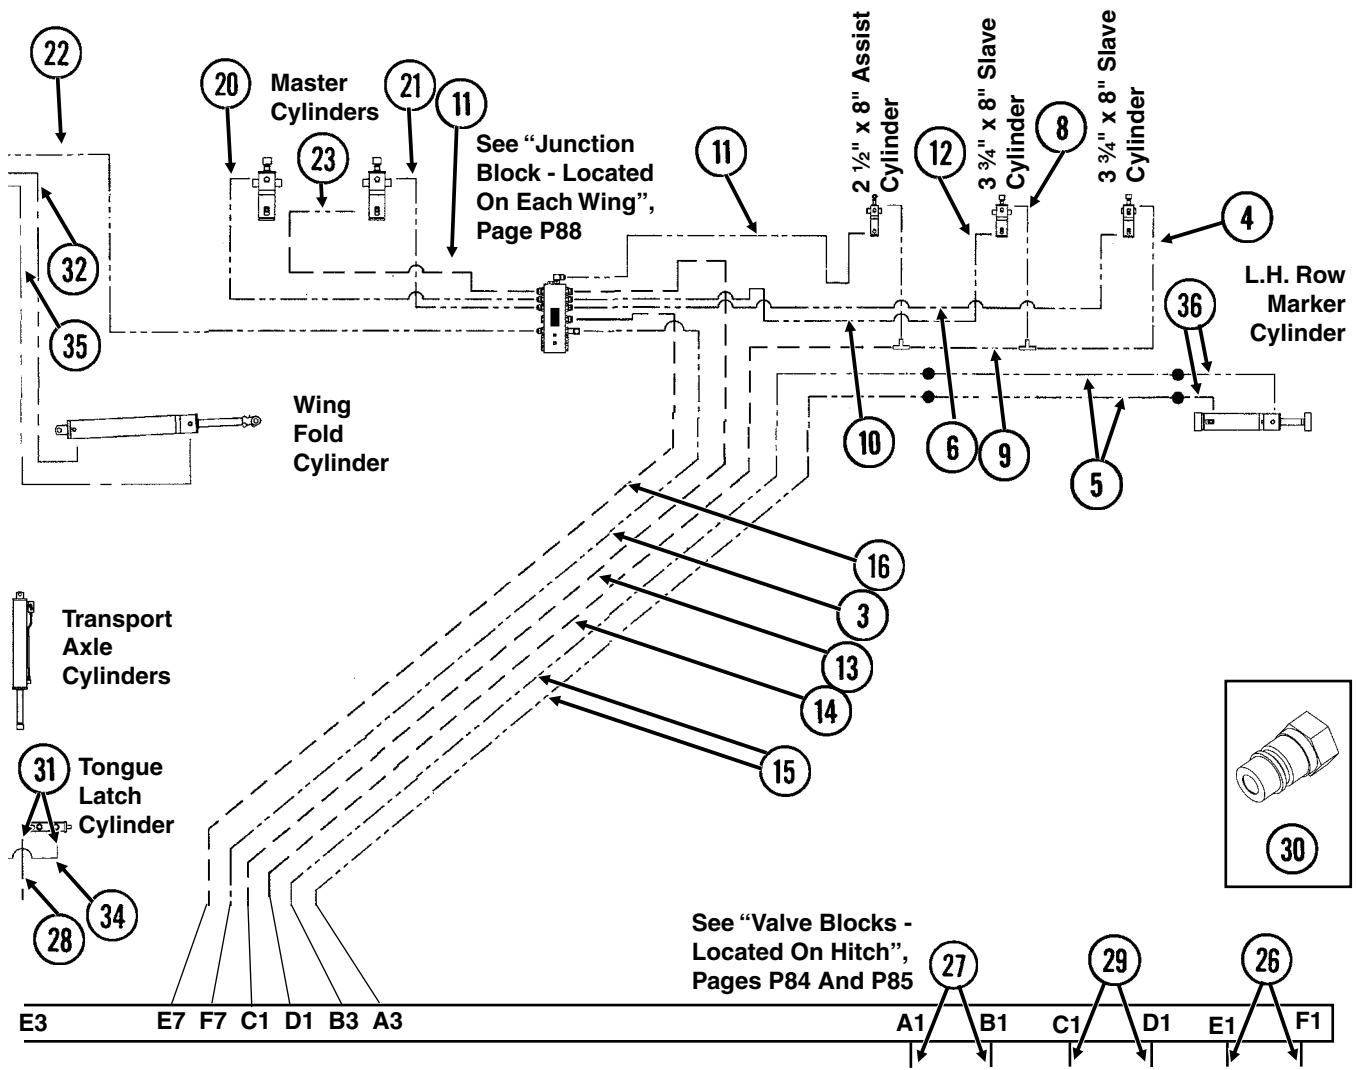 22
20
Master
Cylinders
21
11
23
See “Junction
Block - Located
On Each Wing”,
Page P88
11
2 ½" x 8" Assist
Cylinder
12
3 ¾" x 8" Slave
Cylinder
8
3 ¾" x 8" Slave
Cylinder
4
32
35
L.H. Row
Marker
Cylinder
36
Wing
Fold
Cylinder
10
6
9
5
16
3
13
14
15
Transport
Axle
Cylinders
31
Tongue
Latch
Cylinder
34
28
30
See “Valve Blocks -
Located On Hitch”,
Pages P84 And P85
27
29
26
E3
E7
F7
C1
D1
B3
A3
A1
B1
C1
D1
E1
F1